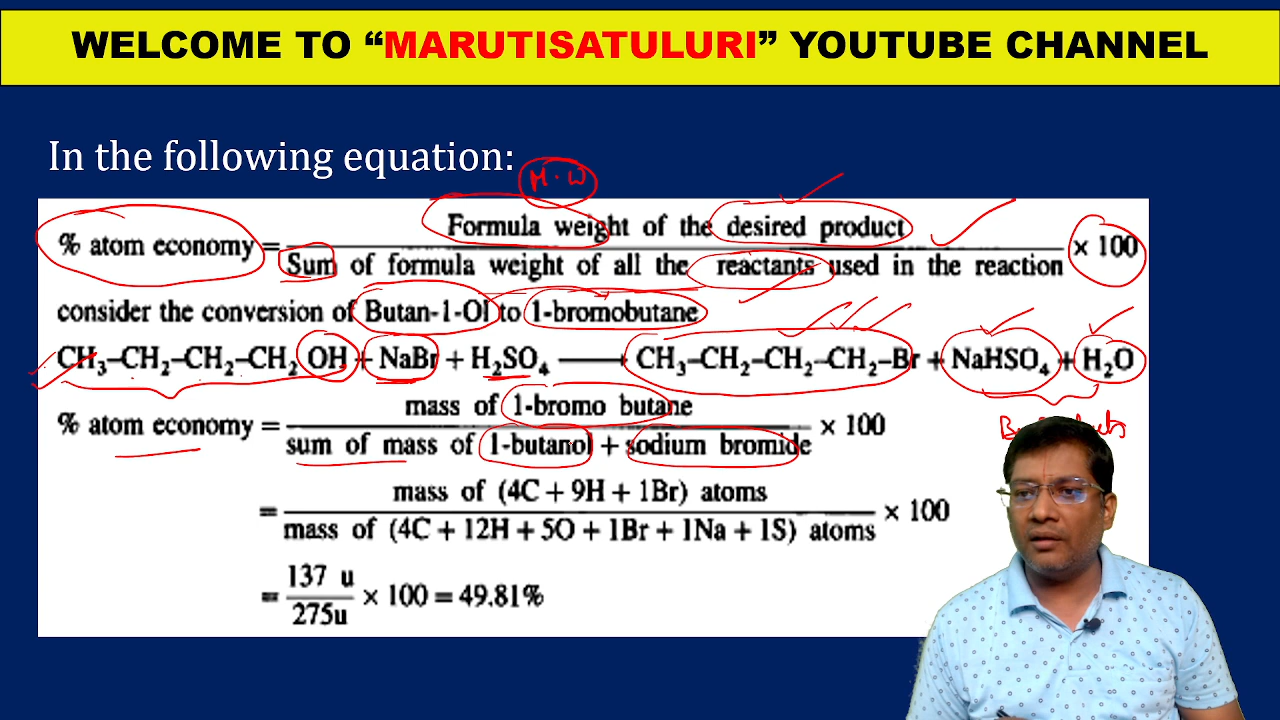 WELCOME TO “MARUTISATULURI” YOUTUBE CHANNEL
In the following equation:
M.W
% atom economy = Formula weight of the desired product / Sum of formula weight of all the reactants used in the reaction × 100
consider the conversion of Butan-1-Ol to 1-bromobutane
CH₃–CH₂–CH₂–CH₂OH + NaBr + H₂SO₄ ⟶ CH₃–CH₂–CH₂–CH₂–Br + NaHSO₄ + H₂O
% atom economy = mass of 1-bromo butane / sum of mass of 1-butanol + sodium bromide × 100
= mass of (4C + 9H + 1Br) atoms / mass of (4C + 12H + 5O + 1Br + 1Na + 1S) atoms × 100
= 137 u / 275u × 100 = 49.81%